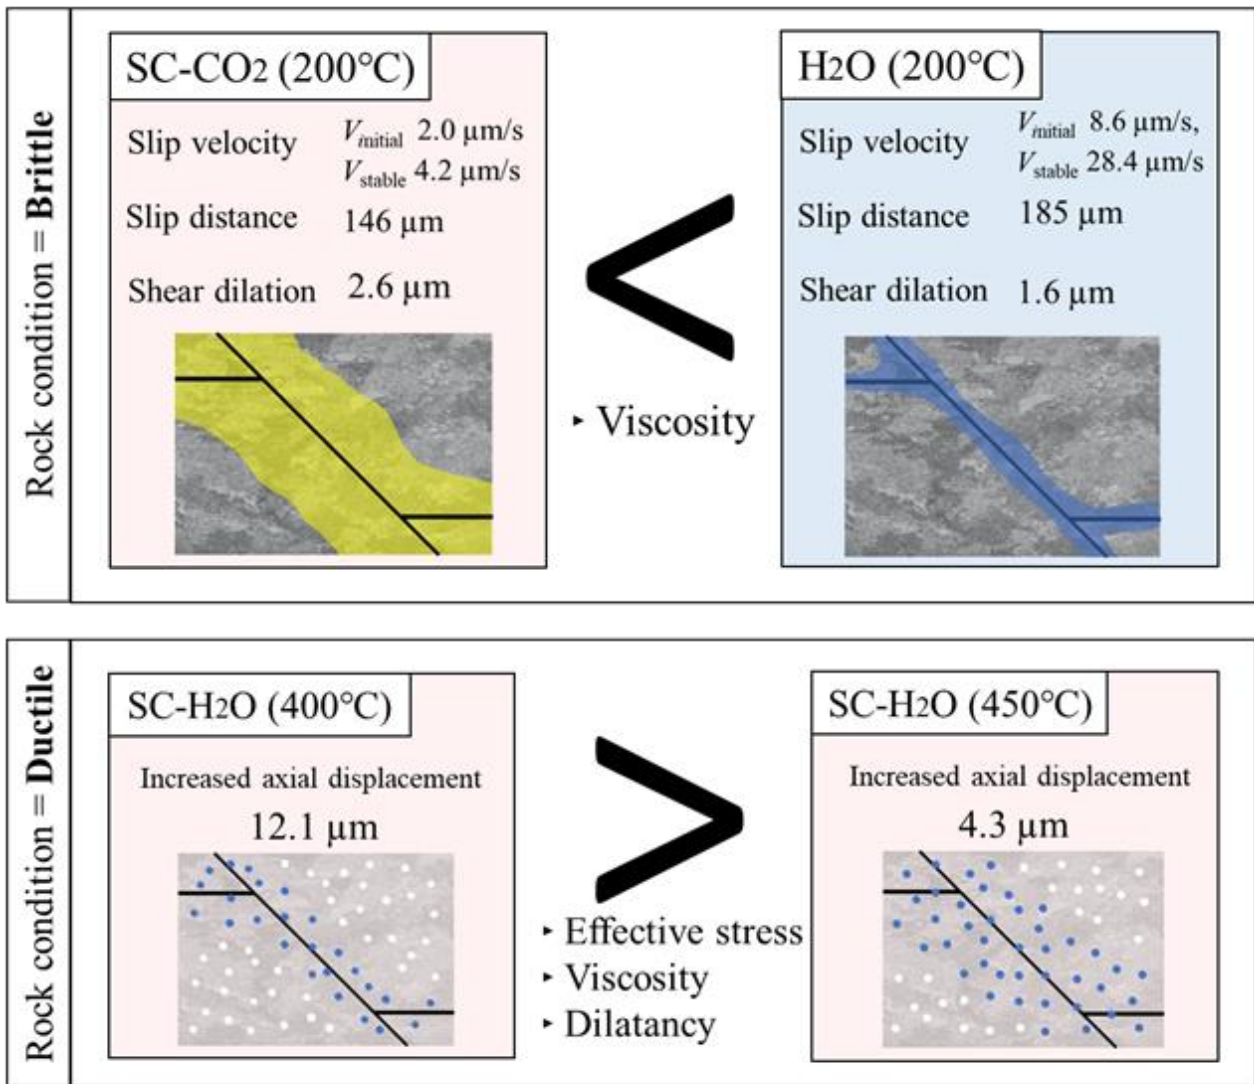 Rock condition = Brittle
SC-CO2 (200℃)
Slip velocity
Vinitial 2.0 μm/s
Vstable 4.2 μm/s
Slip distance 146 μm
Shear dilation 2.6 μm
<
‣ Viscosity
H2O (200℃)
Slip velocity
Vinitial 8.6 μm/s,
Vstable 28.4 μm/s
Slip distance 185 μm
Shear dilation 1.6 μm
Rock condition = Ductile
SC-H2O (400℃)
Increased axial displacement
12.1 μm
>
‣ Effective stress
‣ Viscosity
‣ Dilatancy
SC-H2O (450℃)
Increased axial displacement
4.3 μm